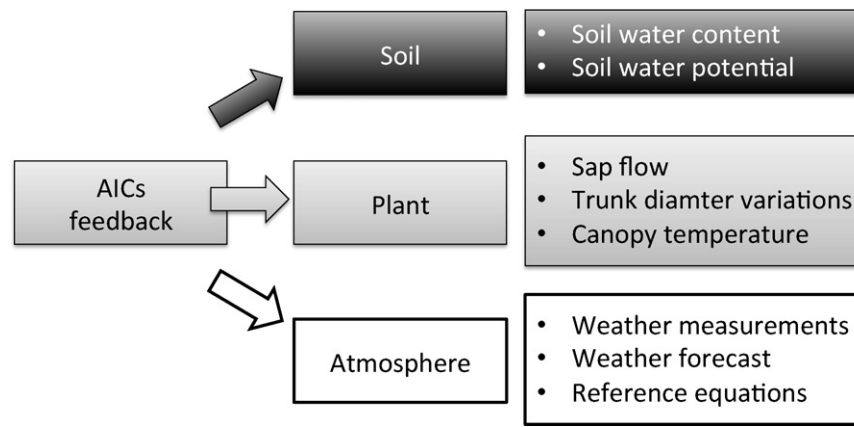 Soil
• Soil water content
• Soil water potential
AICs
feedback
Plant
• Sap flow
• Trunk diamter variations
• Canopy temperature
Atmosphere
• Weather measurements
• Weather forecast
• Reference equations